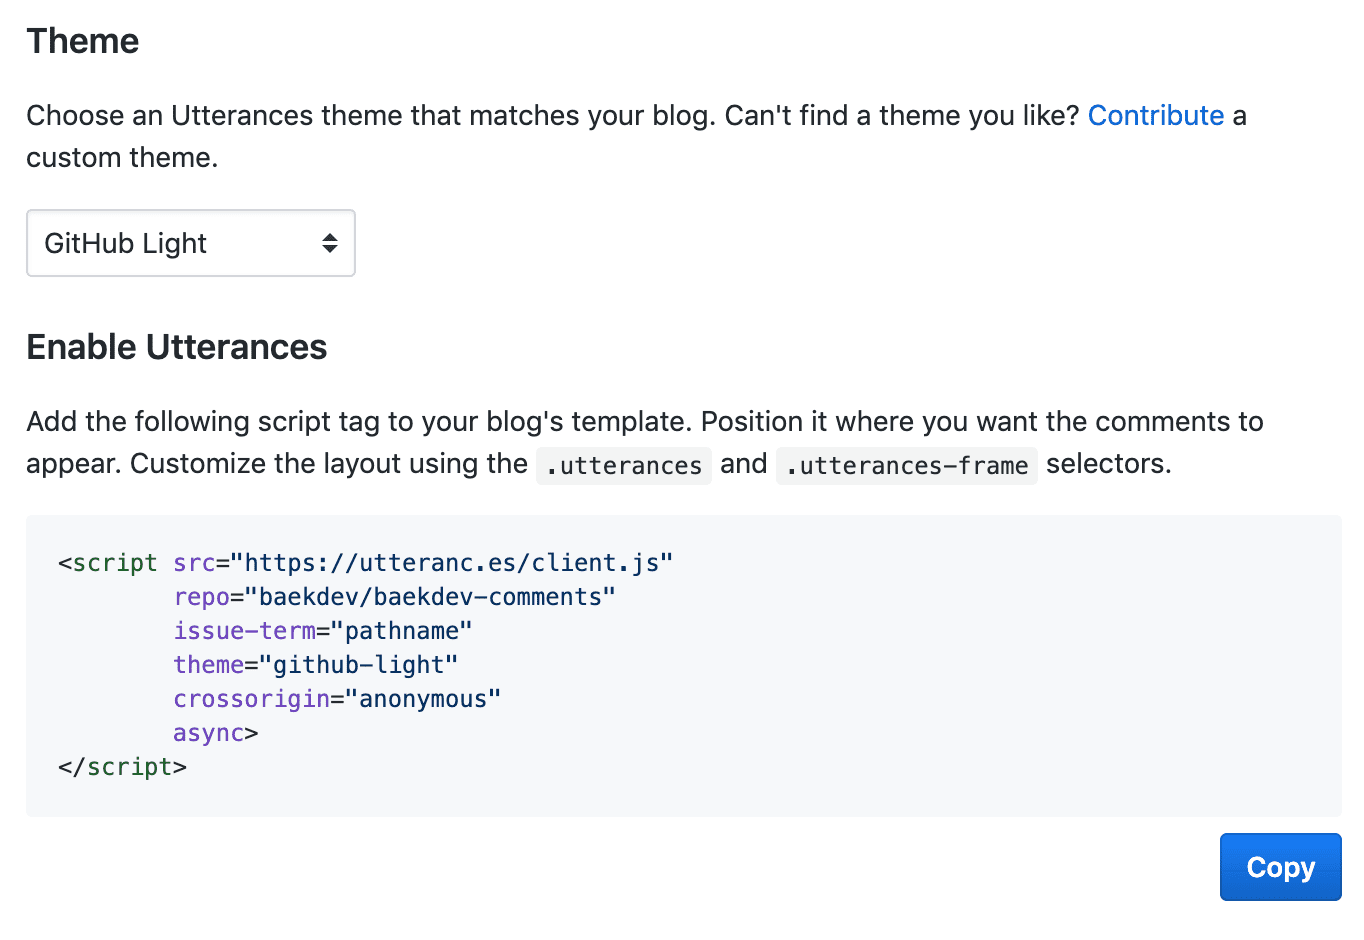 Theme
Choose an Utterances theme that matches your blog. Can't find a theme you like? Contribute a
custom theme.
GitHub Light
Enable Utterances
Add the following script tag to your blog's template. Position it where you want the comments to
appear. Customize the layout using the .utterances and .utterances-frame selectors.
<script src="https://utteranc.es/client.js"
        repo="baekdev/baekdev-comments"
        issue-term="pathname"
        theme="github-light"
        crossorigin="anonymous"
        async>
</script>
Copy